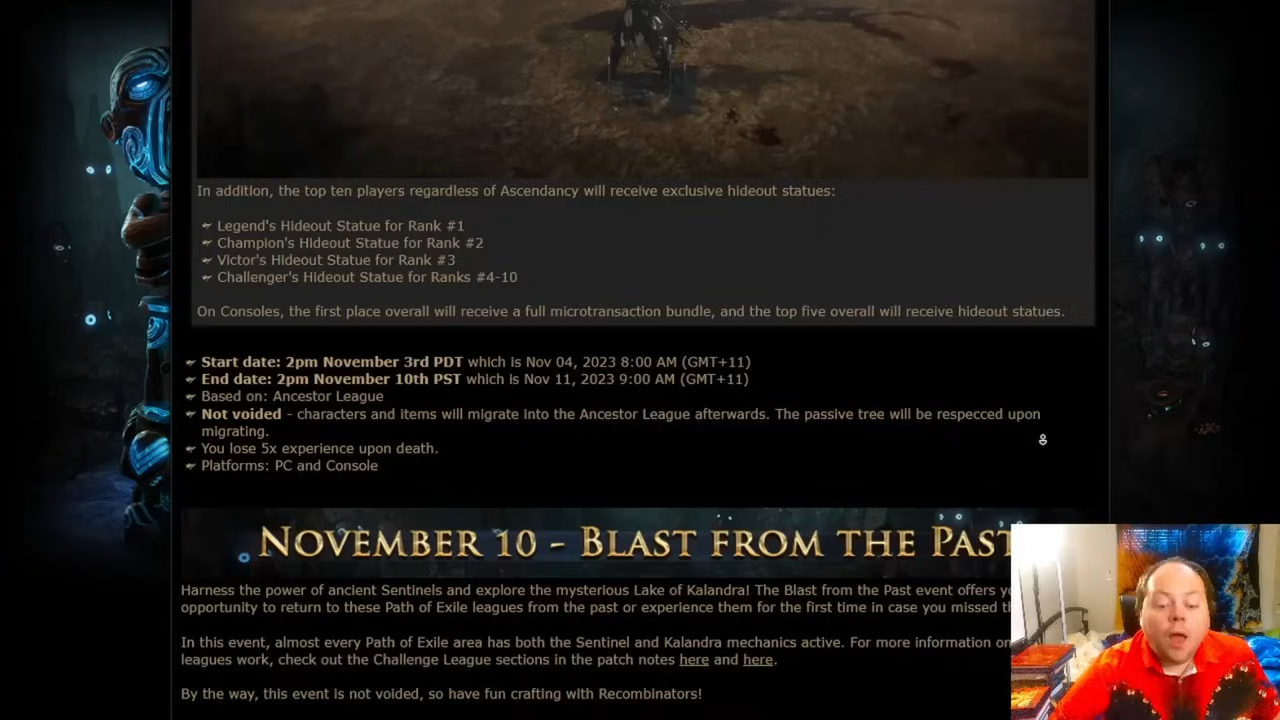 In addition, the top ten players regardless of Ascendancy will receive exclusive hideout statues:
Legend's Hideout Statue for Rank #1
Champion's Hideout Statue for Rank #2
Victor's Hideout Statue for Rank #3
Challenger's Hideout Statue for Ranks #4-10
On Consoles, the first place overall will receive a full microtransaction bundle, and the top five overall will receive hideout statues.
Start date: 2pm November 3rd PDT which is Nov 04, 2023 8:00 AM (GMT+11)
End date: 2pm November 10th PST which is Nov 11, 2023 9:00 AM (GMT+11)
Based on: Ancestor League
Not voided - characters and items will migrate into the Ancestor League afterwards. The passive tree will be respecced upon
migrating.
You lose 5x experience upon death.
Platforms: PC and Console
November 10 - Blast from the Past
Harness the power of ancient Sentinels and explore the mysterious Lake of Kalandra! The Blast from the Past event offers
opportunity to return to these Path of Exile leagues from the past or experience them for the first time in case you missed
In this event, almost every Path of Exile area has both the Sentinel and Kalandra mechanics active. For more information on
leagues work, check out the Challenge League sections in the patch notes here and here.
By the way, this event is not voided, so have fun crafting with Recombinators!